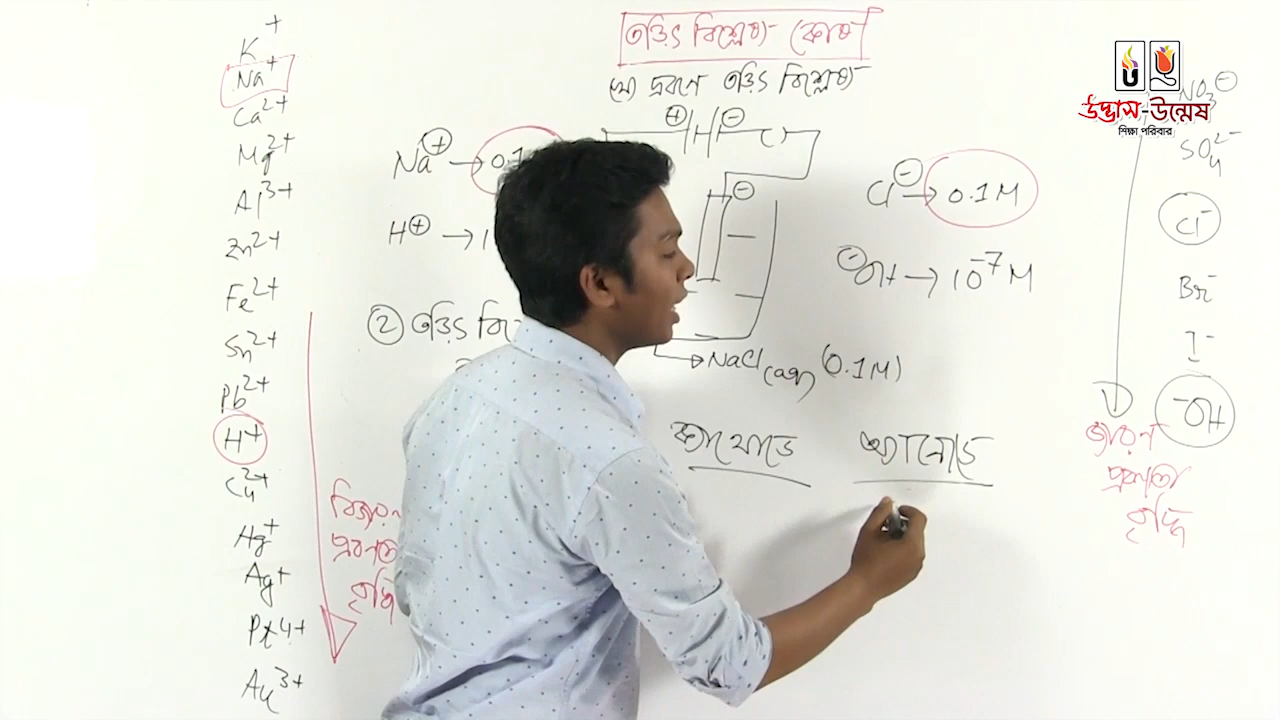 তড়িৎ বিশ্লেষ্য কোষ
(খ) দ্রবণে তড়িৎ বিশ্লেষ্য
K+
Na+
Ca2+
Mg2+
Al3+
Zn2+
Fe2+
Sn2+
Pb2+
H+
Cu2+
Hg+
Ag+
Pt4+
Au3+
বিজারণ
প্রবণতা
বৃদ্ধি
Na⊕ → 0.1
H⊕ → 1
② তড়িৎ বি
⊕ ⊖
⊖
NaCl(aq) (0.1M)
ক্যাথোডে
অ্যানোডে
Cl⊖ → 0.1M
⊖OH → 10-7 M
উদ্ভাস-উন্মেষ
শিক্ষা পরিবার
NO3⊖
SO42-
Cl-
Br-
I-
-OH
জারণ
প্রবণতা
বৃদ্ধি